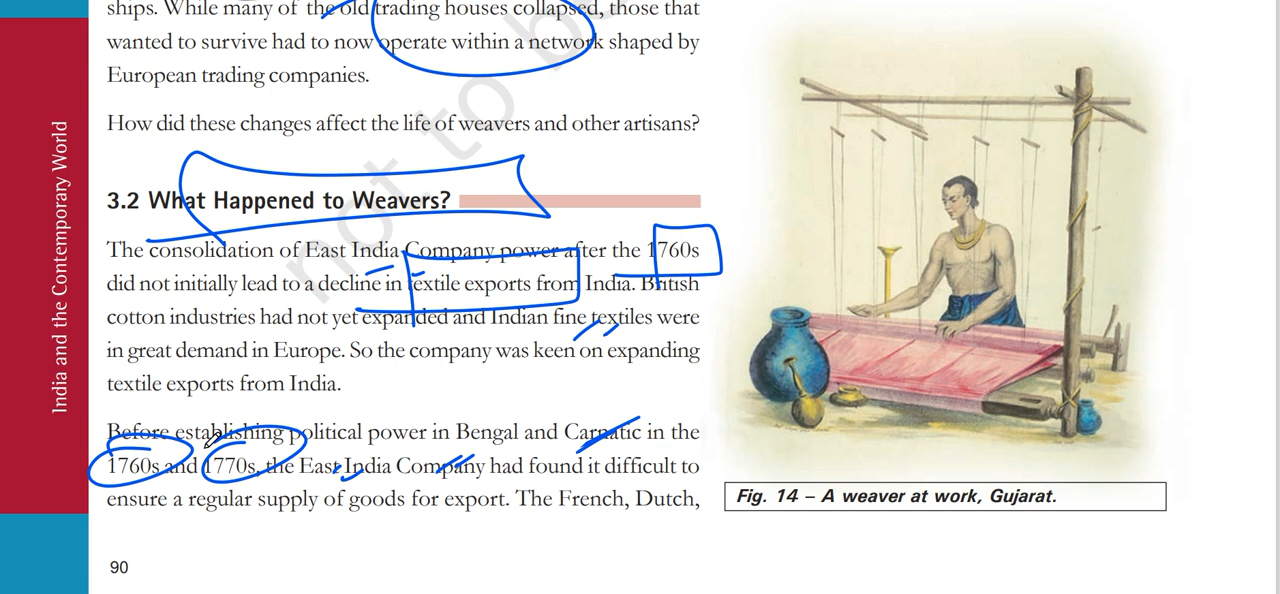 ships. While many of the old trading houses collapsed, those that
wanted to survive had to now operate within a network shaped by
European trading companies.
How did these changes affect the life of weavers and other artisans?
3.2 What Happened to Weavers?
The consolidation of East India Company power after the 1760s
did not initially lead to a decline in textile exports from India. British
cotton industries had not yet expanded and Indian fine textiles were
in great demand in Europe. So the company was keen on expanding
textile exports from India.
Before establishing political power in Bengal and Carnatic in the
1760s and 1770s, the East India Company had found it difficult to
ensure a regular supply of goods for export. The French, Dutch,
90
India and the Contemporary World
Fig. 14 – A weaver at work, Gujarat.
not to b